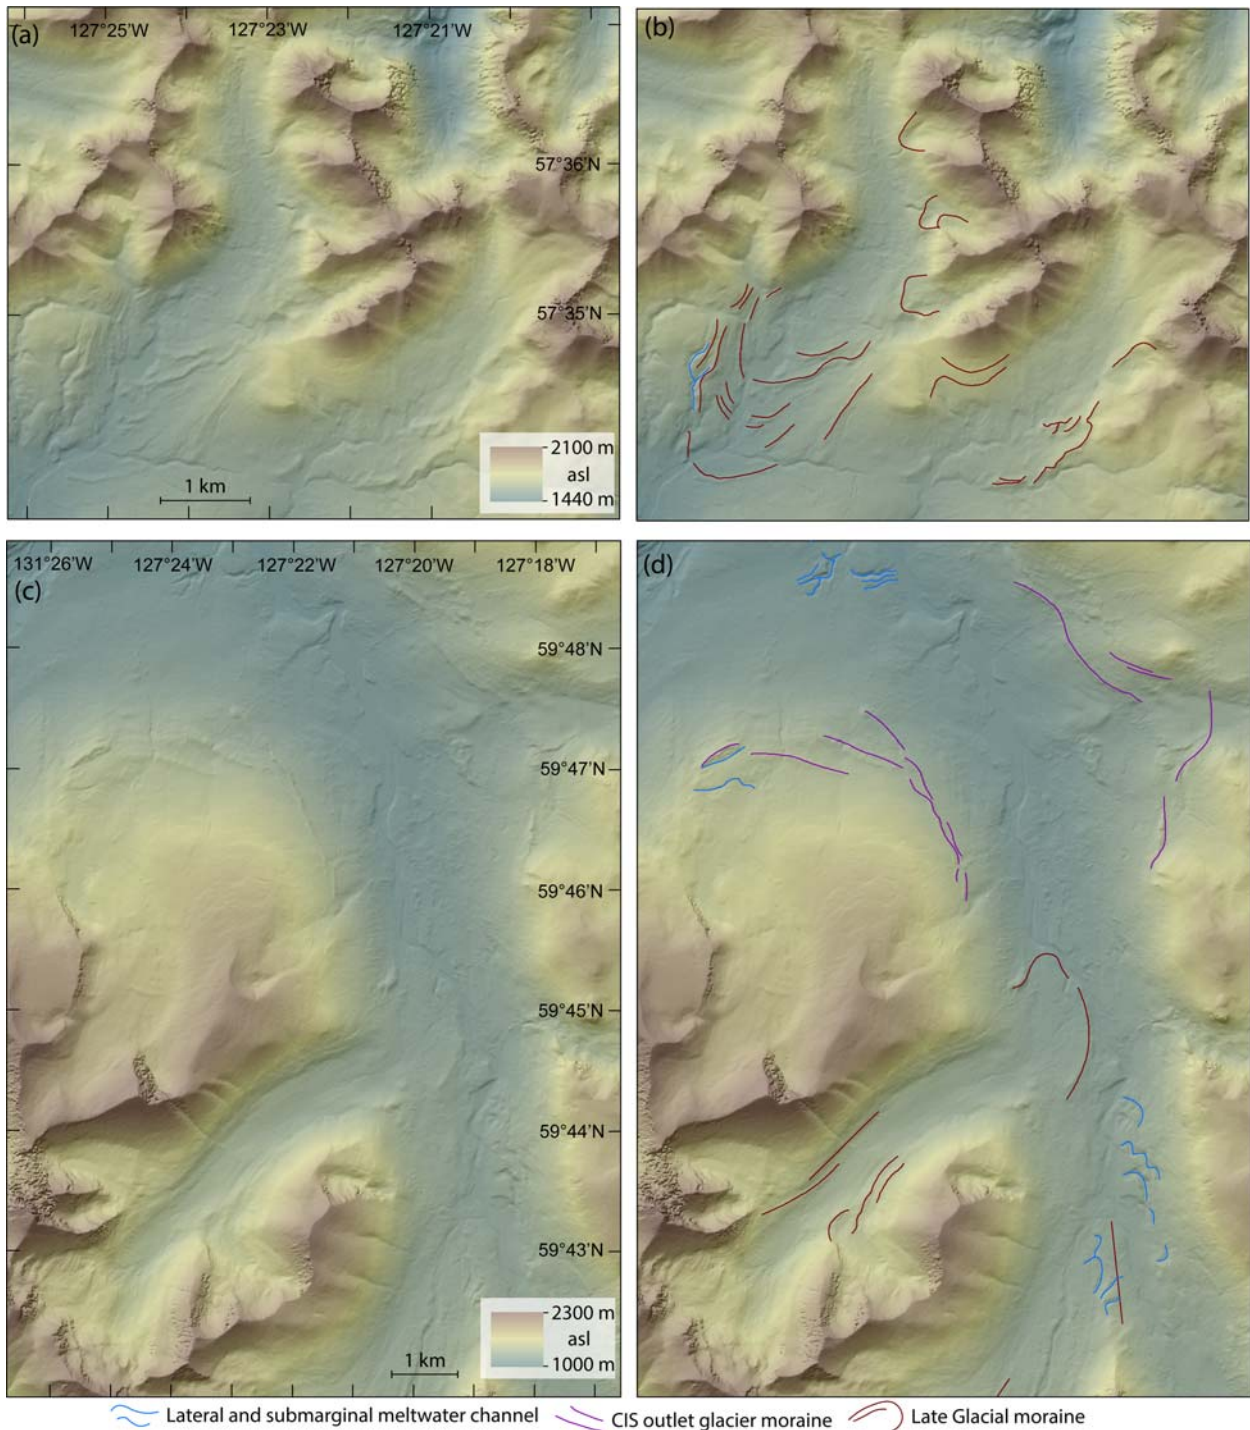 (a)
127°25'W 127°23'W 127°21'W
57°36'N
57°35'N
2100 m
asl
1440 m
1 km
(b)
131°26'W 127°24'W 127°22'W 127°20'W 127°18'W
(c)
59°48'N
59°47'N
59°46'N
59°45'N
59°44'N
59°43'N
2300 m
asl
1000 m
1 km
(d)
Lateral and submarginal meltwater channel
CIS outlet glacier moraine
Late Glacial moraine